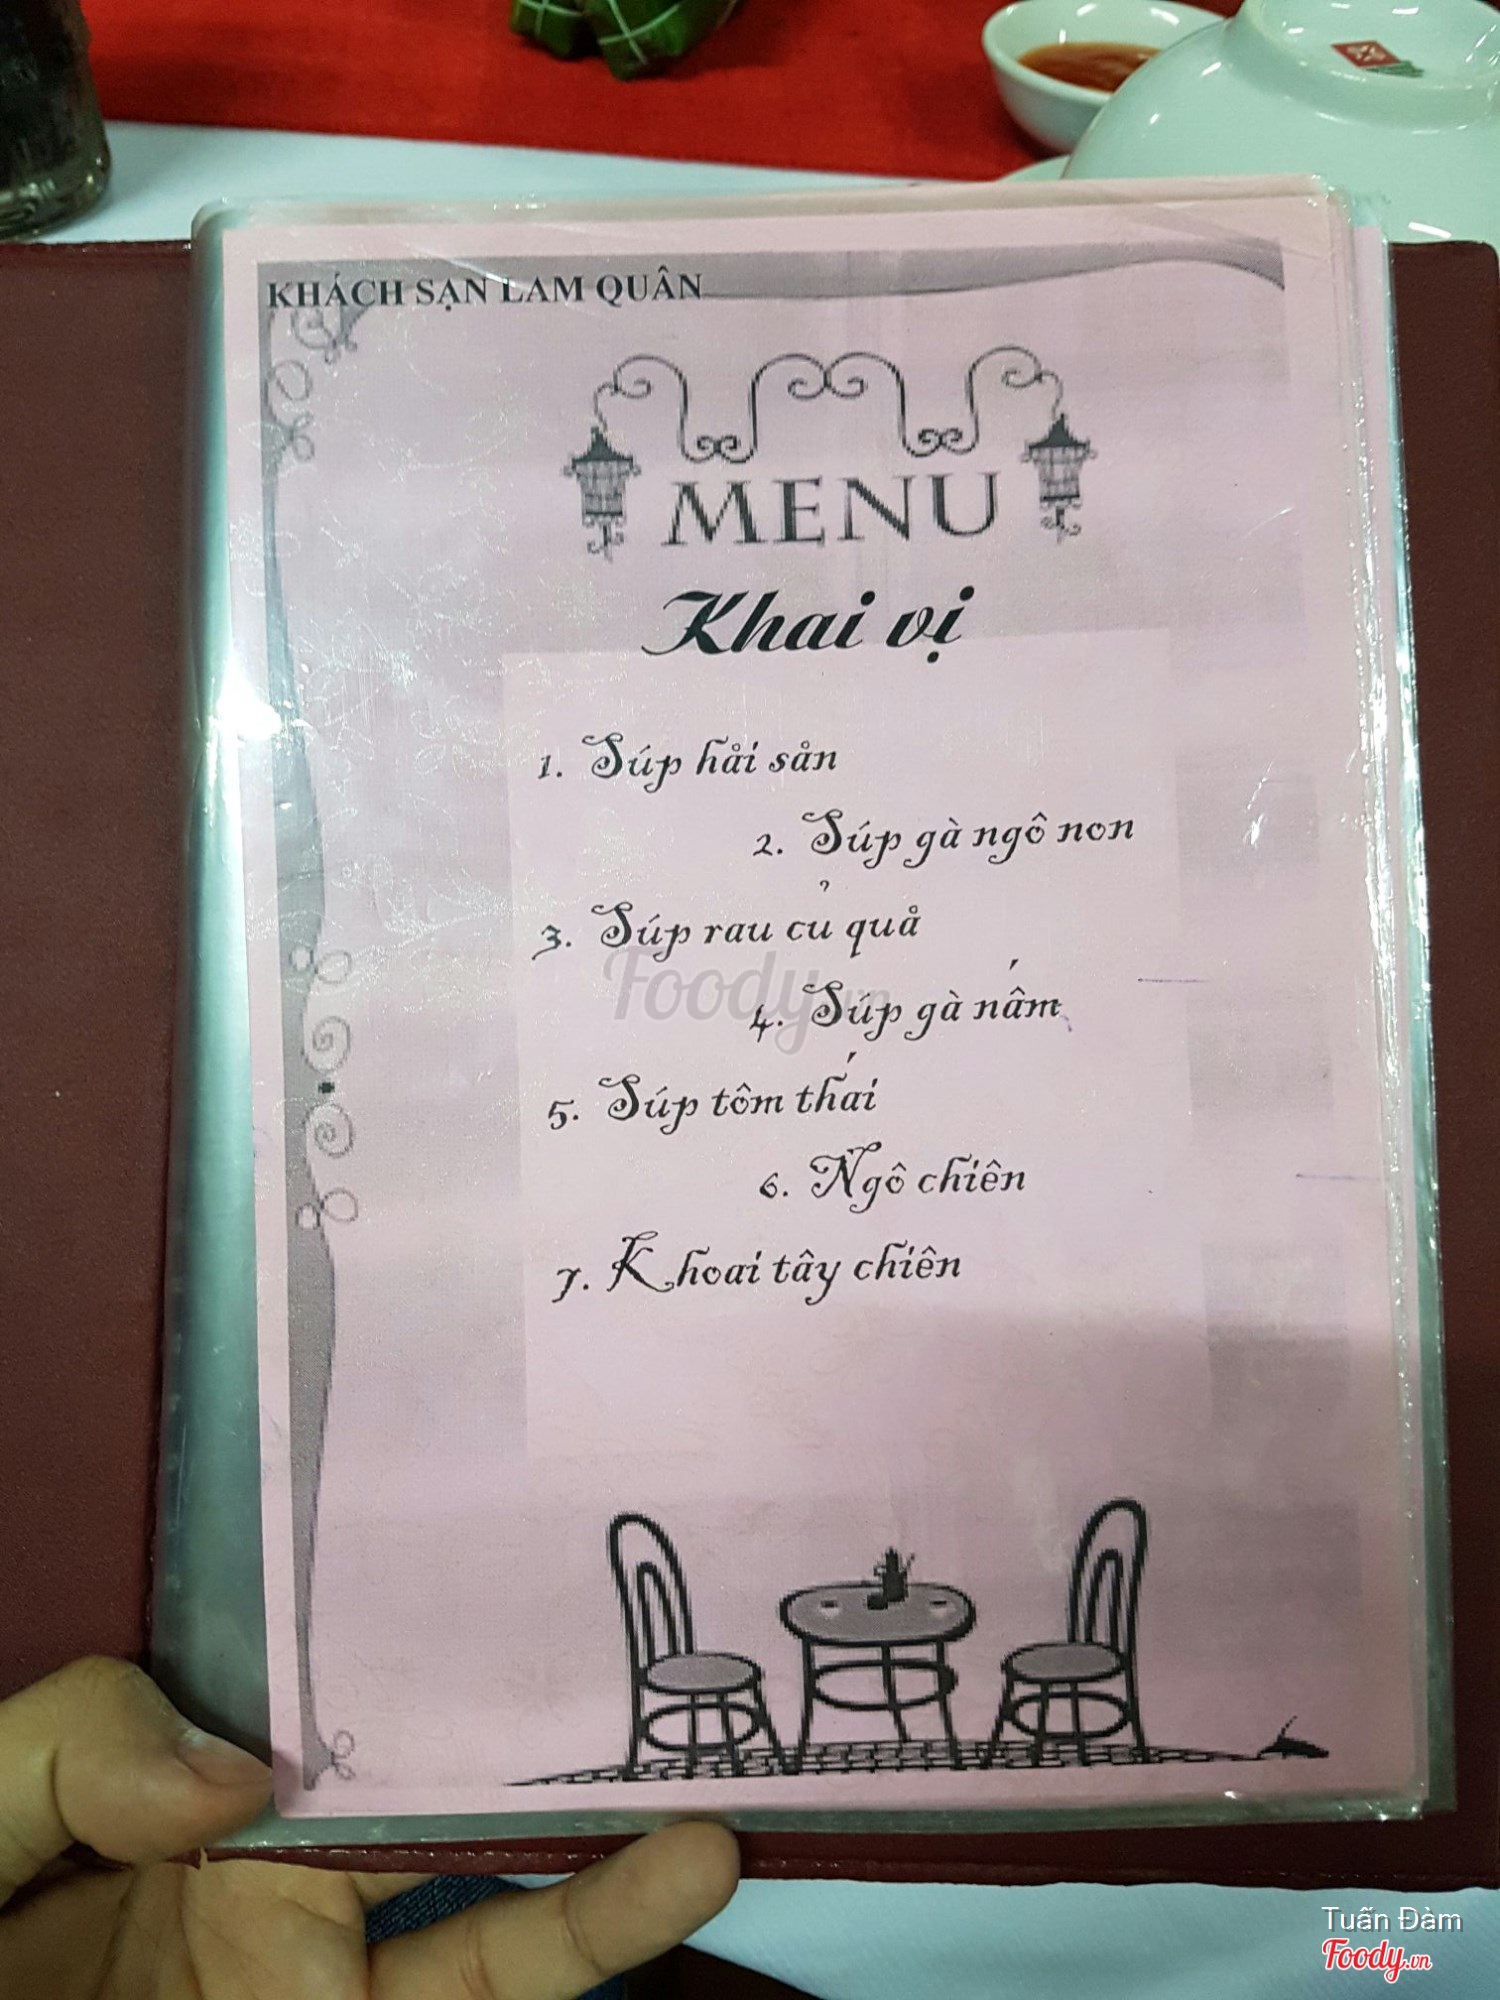 KHÁCH SẠN LAM QUÂN
MENU
Khai vị
1. Súp hải sản
2. Súp gà ngô non
3. Súp rau củ quả
4. Súp gà nấm
5. Súp tôm thái
6. Ngô chiên
7. Khoai tây chiên
Foody.vn
Tuấn Đàm
Foody.vn